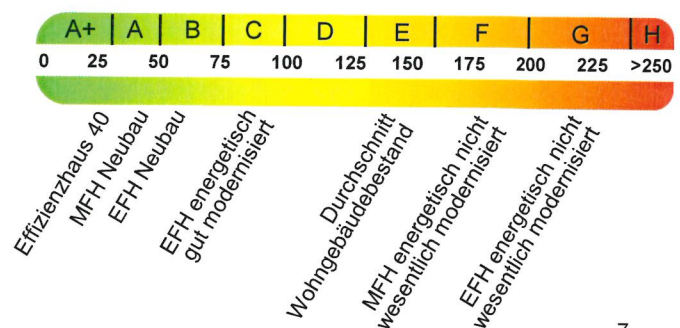 A+ A B C D E F G H
0 25 50 75 100 125 150 175 200 225 >250
Effizienzhaus 40
MFH Neubau
EFH Neubau
EFH energetisch
gut modernisiert
Durchschnitt
Wohngebäudebestand
MFH energetisch nicht
wesentlich modernisiert
EFH energetisch nicht
wesentlich modernisiert
7